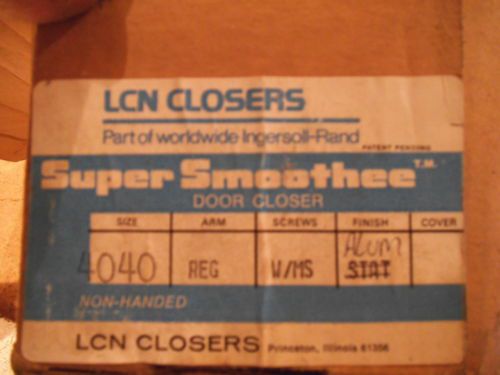 LCN CLOSERS
Part of worldwide Ingersoll-Rand
PATENT PENDING
Super Smoothee T.M.
DOOR CLOSER
SIZE ARM SCREWS FINISH COVER
Alum
4040 REG W/MS STAT
NON-HANDED
LCN CLOSERS Princeton, Illinois 61356